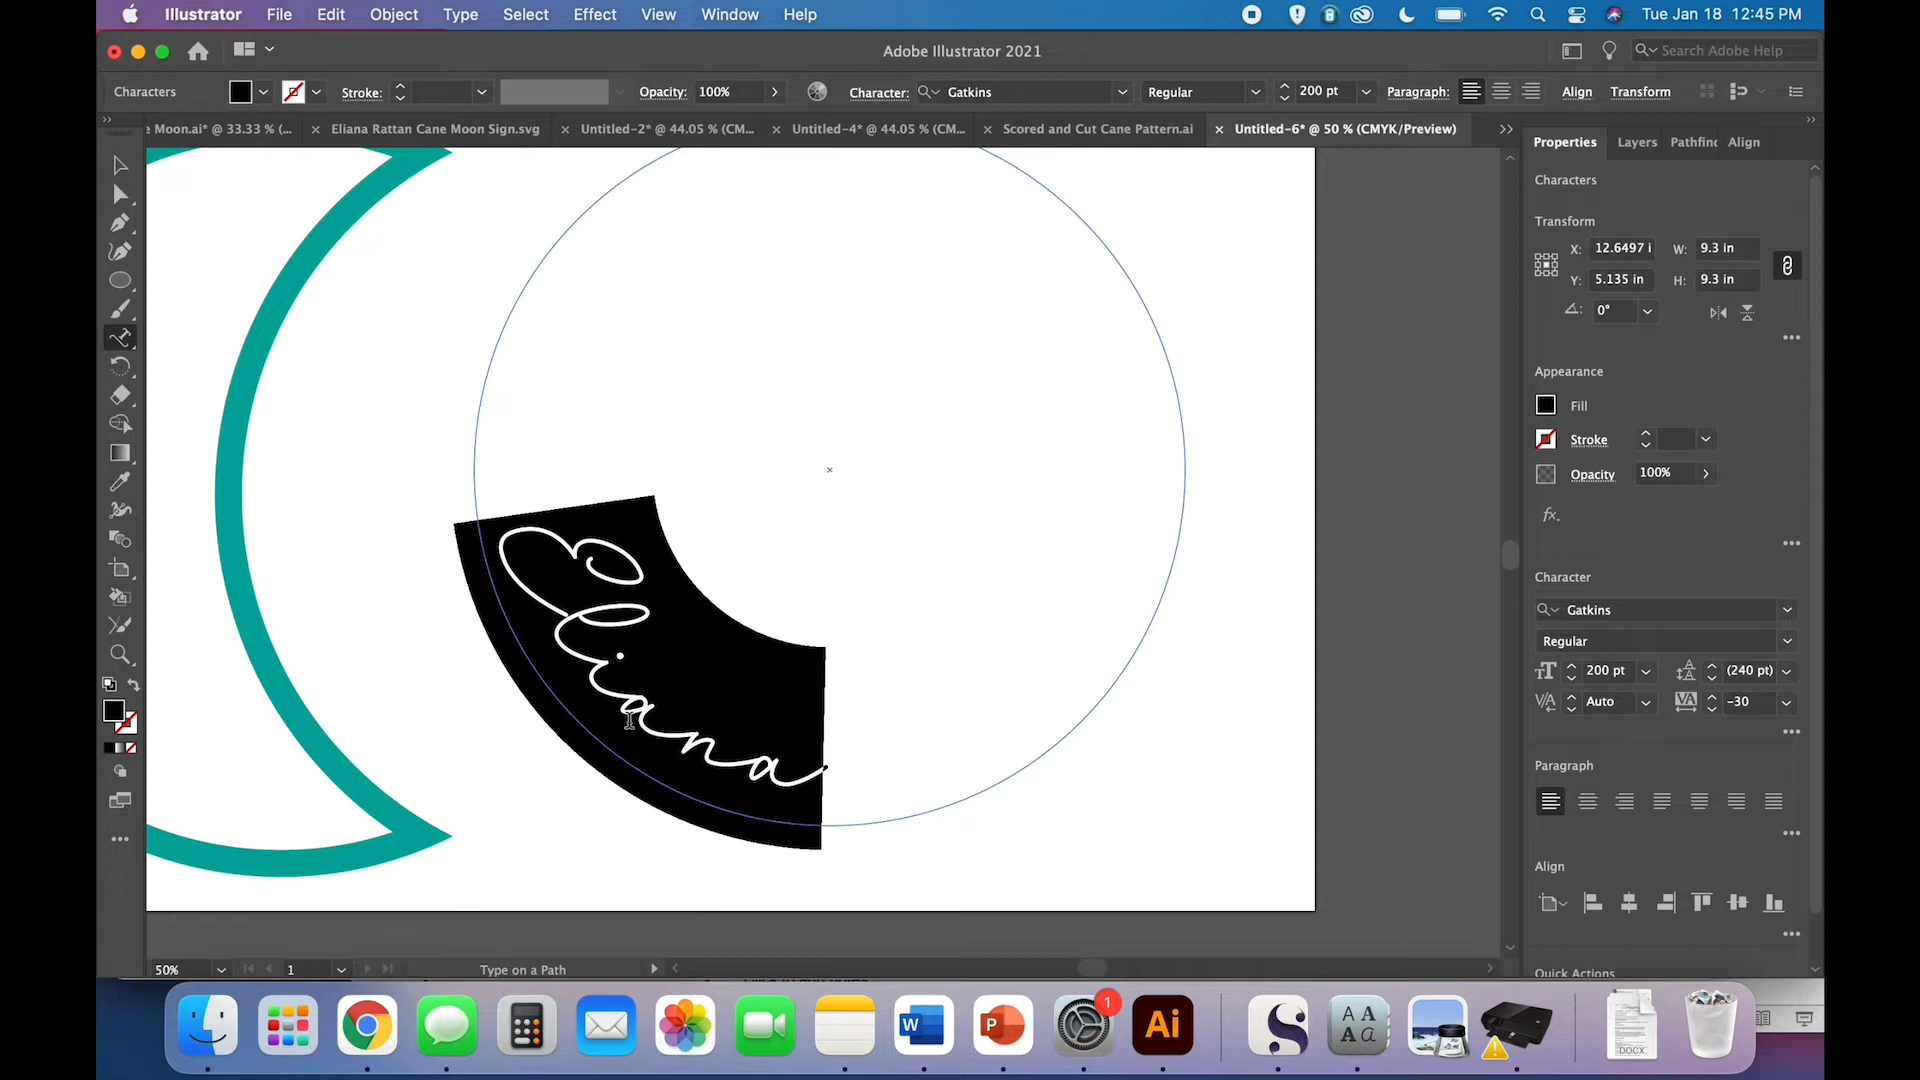 Illustrator File Edit Object Type Select Effect View Window Help Tue Jan 18 12:45 PM
Adobe Illustrator 2021
Search Adobe Help
Characters Stroke: Opacity: 100% Character: Gatkins Regular 200 pt Paragraph: Align Transform
e Moon.ai* @ 33.33 % (... Eliana Rattan Cane Moon Sign.svg Untitled-2* @ 44.05 % (CM... Untitled-4* @ 44.05 % (CM... Scored and Cut Cane Pattern.ai Untitled-6* @ 50 % (CMYK/Preview)
Properties Layers Pathfinc Align
Characters
Transform
X: 12.6497 i W: 9.3 in
Y: 5.135 in H: 9.3 in
0°
Appearance
Fill
Stroke
Opacity 100%
fx.
Character
Gatkins
Regular
200 pt (240 pt)
Auto -30
Paragraph
Align
Quick Actions
Eliana
50% 1 Type on a Path
1
DOCX